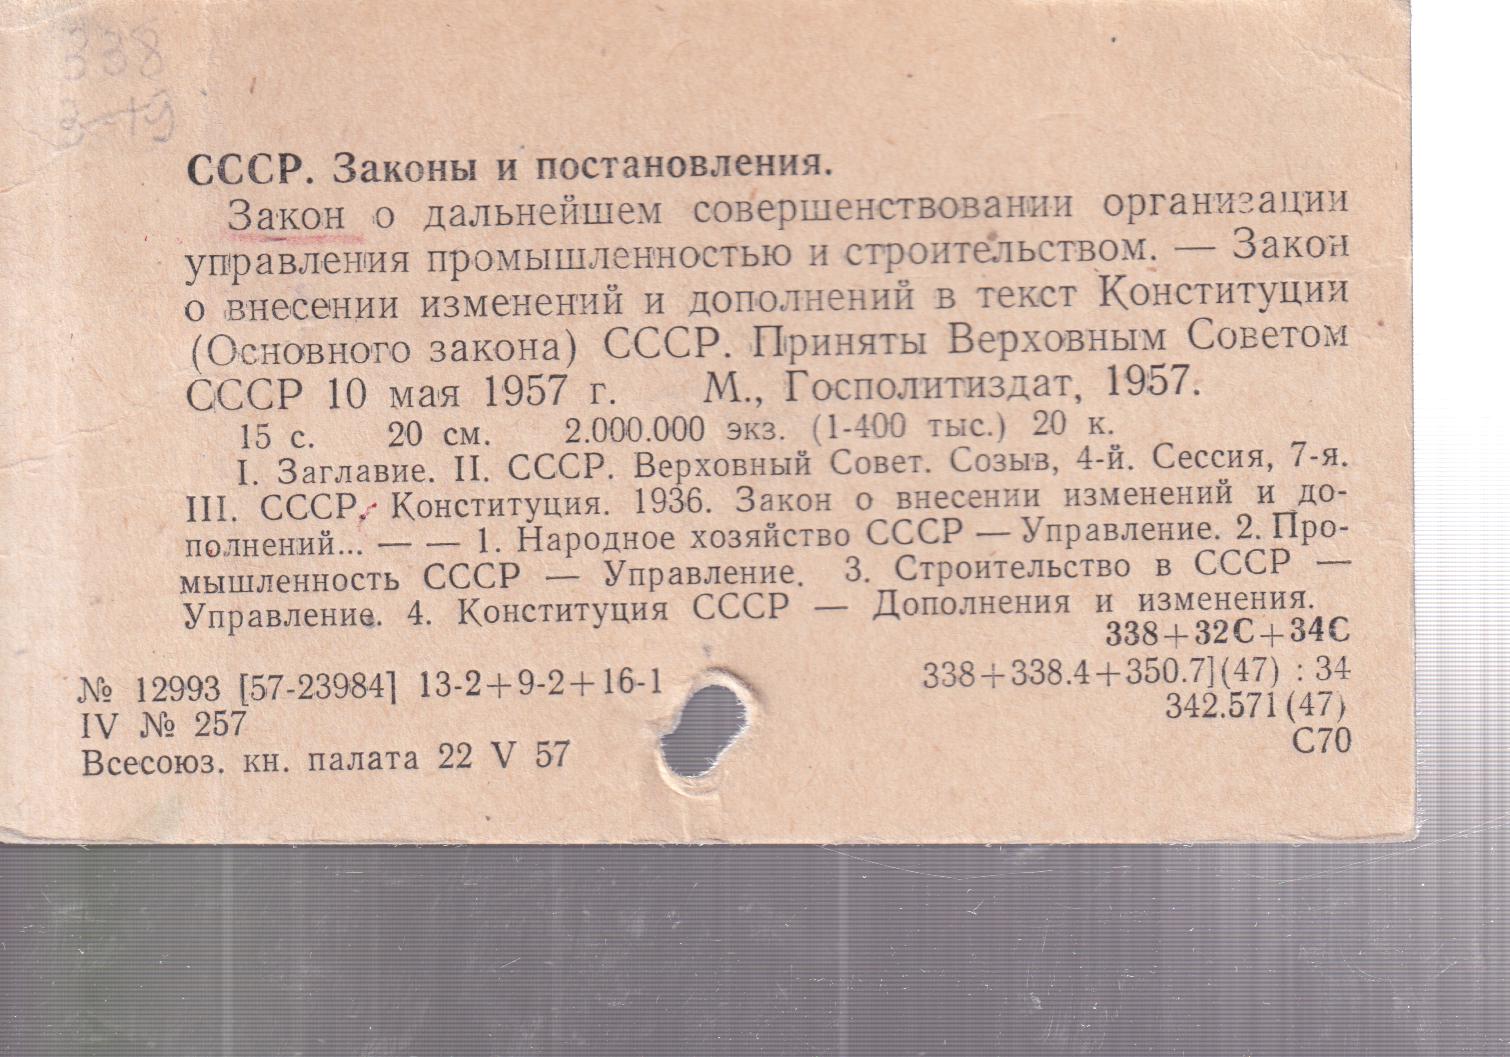 338
З-19
СССР. Законы и постановления.
Закон о дальнейшем совершенствовании организации
управления промышленностью и строительством. — Закон
о внесении изменений и дополнений в текст Конституции
(Основного закона) СССР. Приняты Верховным Советом
СССР 10 мая 1957 г. М., Госполитиздат, 1957.
15 с. 20 см. 2.000.000 экз. (1-400 тыс.) 20 к.
I. Заглавие. II. СССР. Верховный Совет. Созыв, 4-й. Сессия, 7-я.
III. СССР. Конституция. 1936. Закон о внесении изменений и до-
полнений... — — 1. Народное хозяйство СССР — Управление. 2. Про-
мышленность СССР — Управление. 3. Строительство в СССР —
Управление. 4. Конституция СССР — Дополнения и изменения.
338+32С+34С
№ 12993 [57-23984] 13-2+9-2+16-1 338+338.4+350.7](47) : 34
IV № 257 342.571(47)
Всесоюз. кн. палата 22 V 57 С70